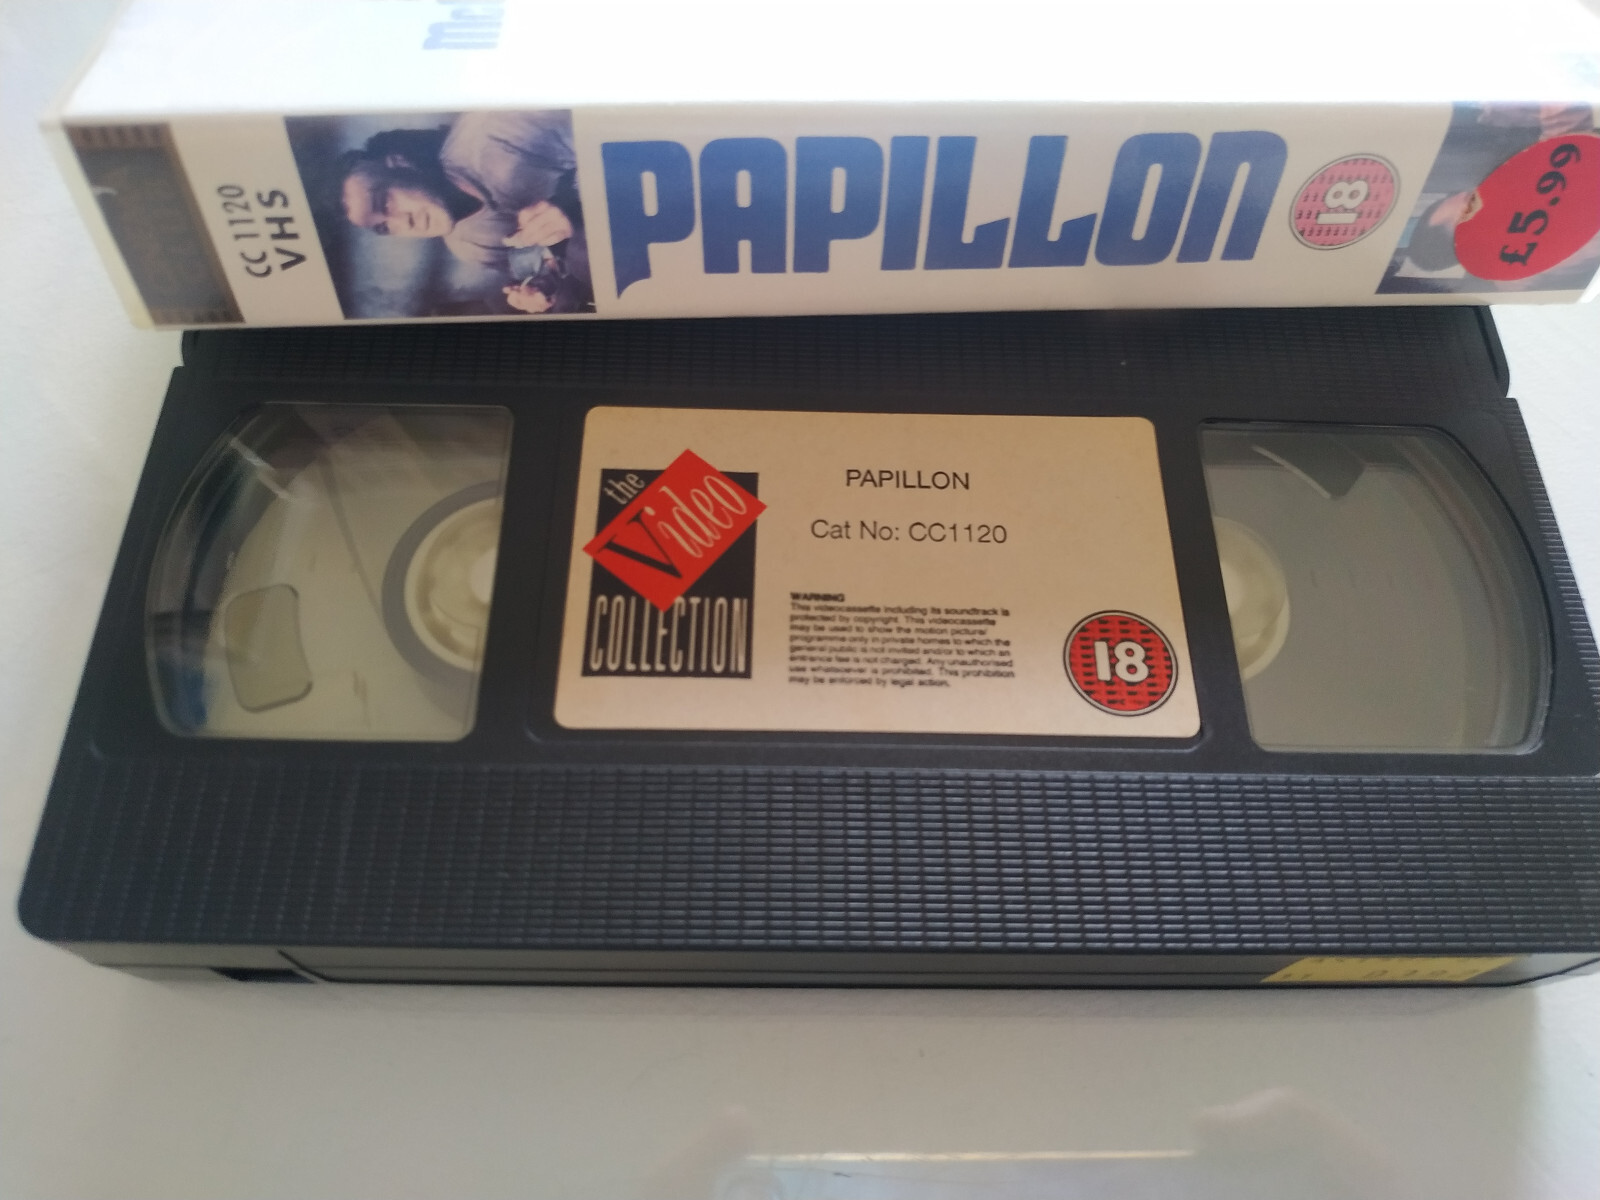 CC 1120
VHS
PAPILLON
18
£5.99
the
Video
COLLECTION
PAPILLON
Cat No: CC1120
WARNING
This videocassette including its soundtrack is
protected by copyright. This videocassette
may be used to show the motion picture/
programme only in private homes to which the
general public is not invited and/or to which an
entrance fee is not charged. Any unauthorised
use whatsoever is prohibited. This prohibition
may be enforced by legal action.
18